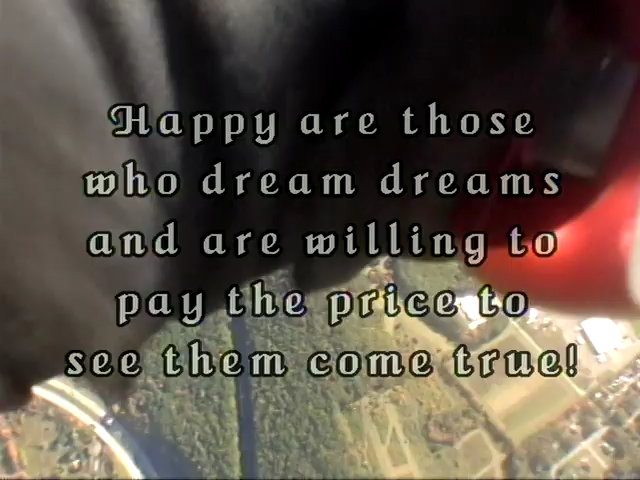 Happy are those
who dream dreams
and are willing to
pay the price to
see them come true!